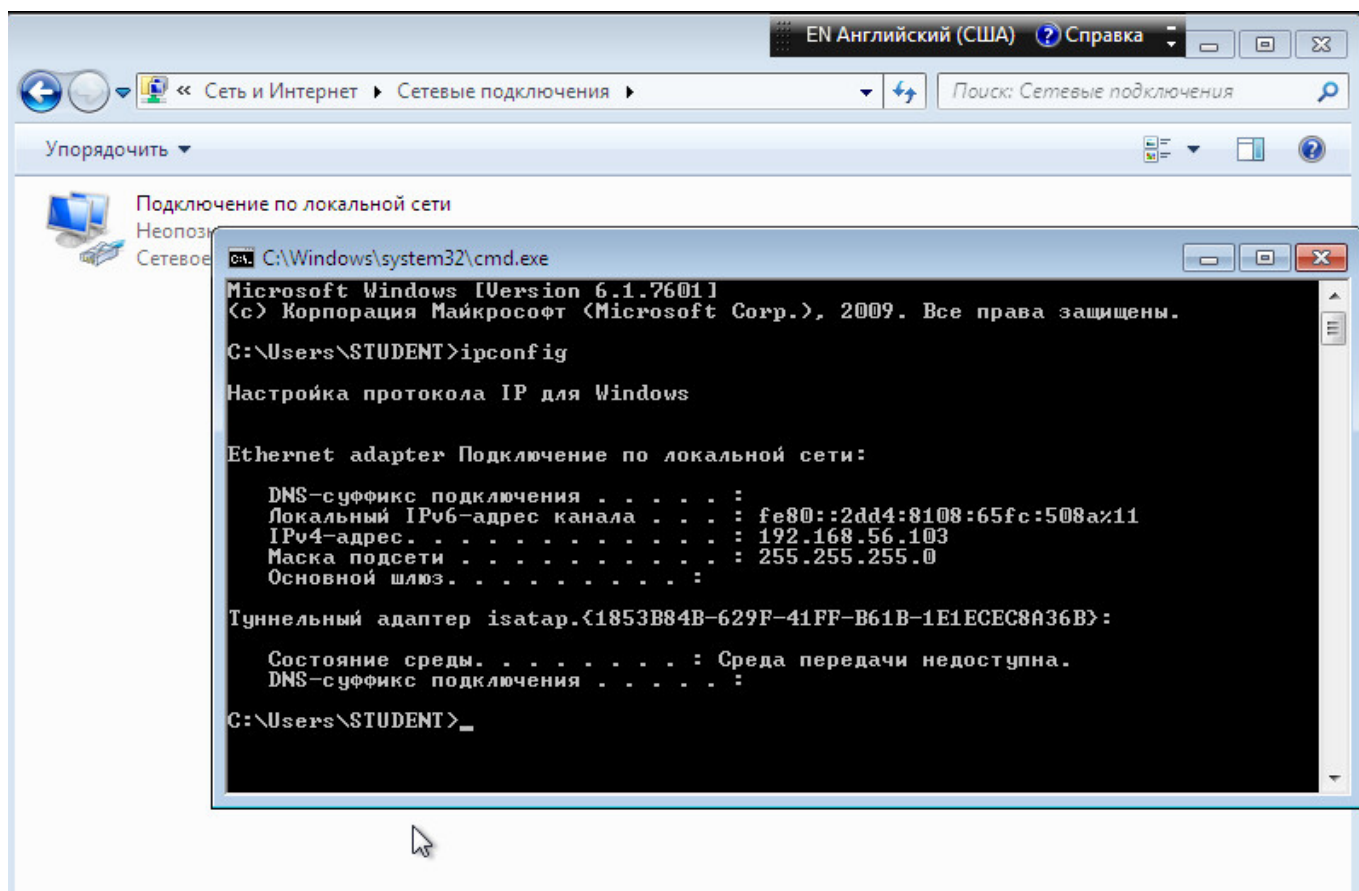 EN Английский (США) Справка
« Сеть и Интернет Сетевые подключения Поиск: Сетевые подключения
Упорядочить
Подключение по локальной сети
Сетевое
C:\Windows\system32\cmd.exe
Microsoft Windows [Version 6.1.7601]
(c) Корпорация Майкрософт (Microsoft Corp.), 2009. Все права защищены.
C:\Users\STUDENT>ipconfig
Настройка протокола IP для Windows
Ethernet adapter Подключение по локальной сети:
DNS-суффикс подключения . . . . . :
Локальный IPv6-адрес канала . . . : fe80::2dd4:8108:65fc:508a%11
IPv4-адрес. . . . . . . . . . . . : 192.168.56.103
Маска подсети . . . . . . . . . . : 255.255.255.0
Основной шлюз. . . . . . . . . :
Туннельный адаптер isatap.{1853B84B-629F-41FF-B61B-1E1ECEC8A36B}:
Состояние среды. . . . . . . . : Среда передачи недоступна.
DNS-суффикс подключения . . . . . :
C:\Users\STUDENT>_